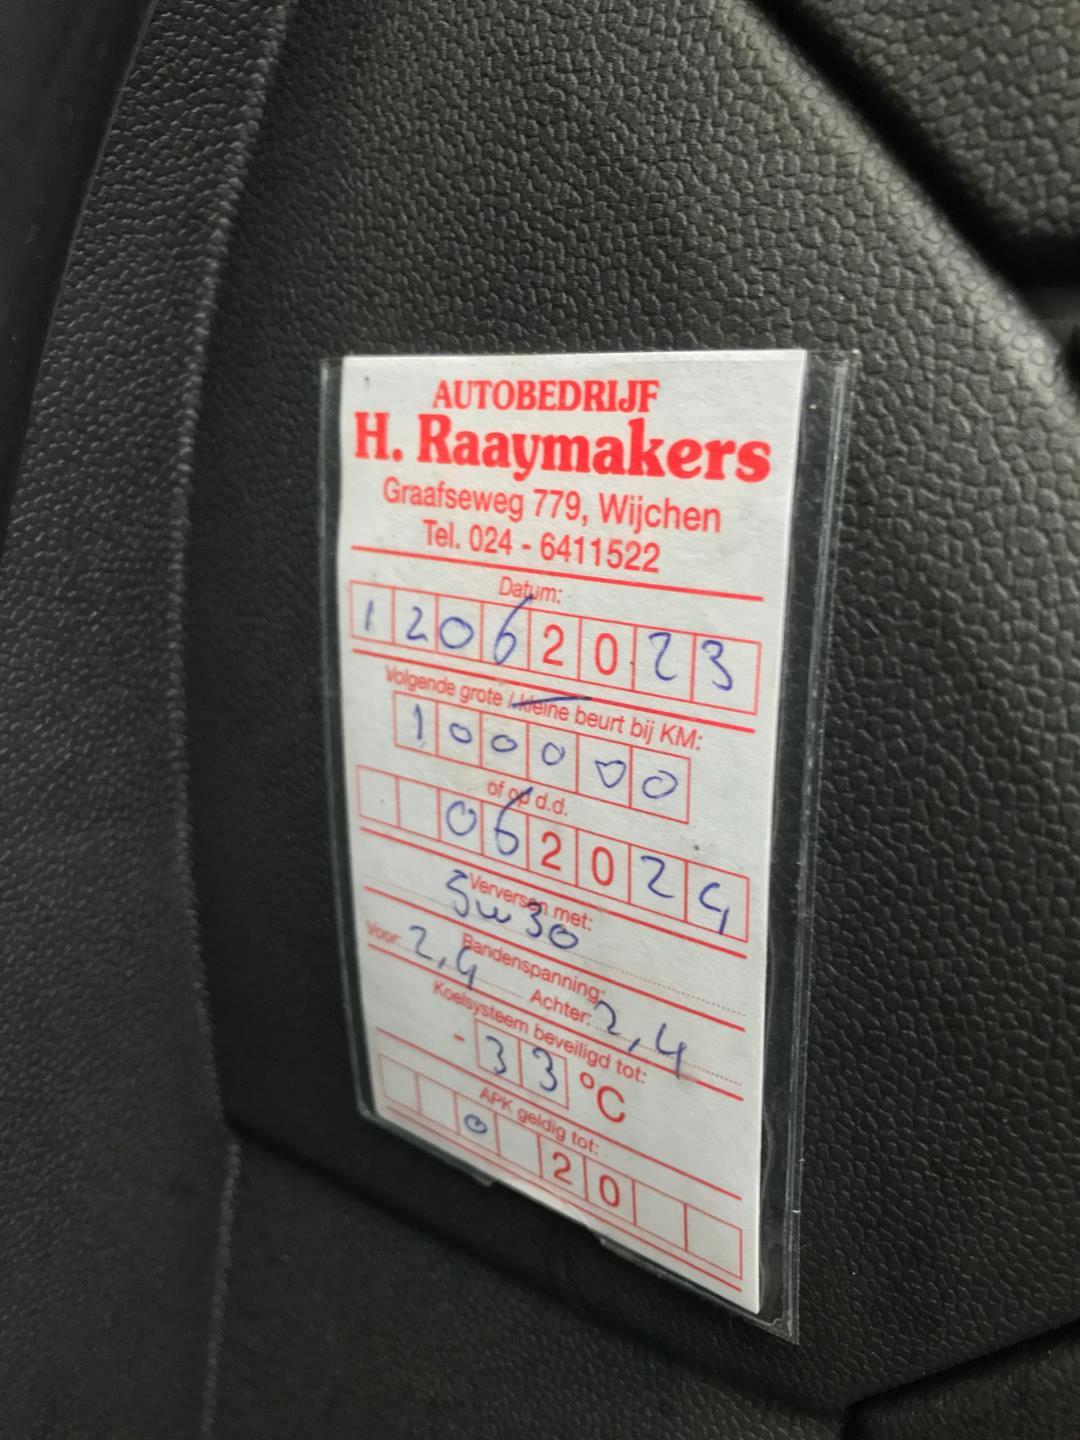 AUTOBEDRIJF
H. Raaymakers
Graafseweg 779, Wijchen
Tel. 024 - 6411522
Datum:
12062023
Volgende grote / kleine beurt bij KM:
100000
of op d.d.
062024
Verversen met:
5w30
Bandenspanning:
Voor: 2,4 Achter: 2,4
Koelsysteem beveiligd tot:
-33 °C
APK geldig tot:
0 20